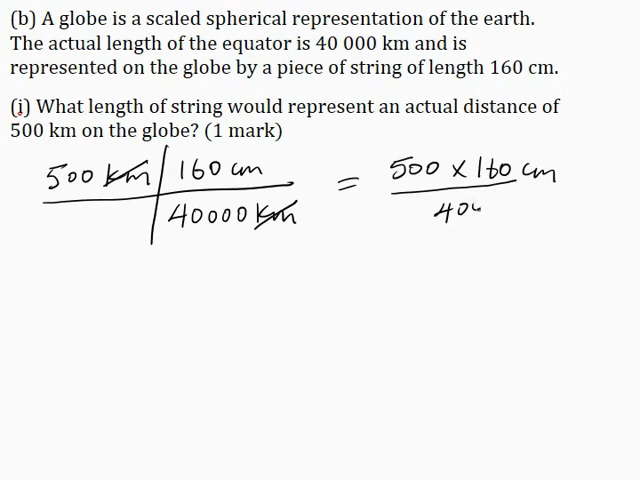 (b) A globe is a scaled spherical representation of the earth.
The actual length of the equator is 40 000 km and is
represented on the globe by a piece of string of length 160 cm.
(i) What length of string would represent an actual distance of
500 km on the globe? (1 mark)
500 km | 160 cm = 500 x 160 cm
40000 km 40